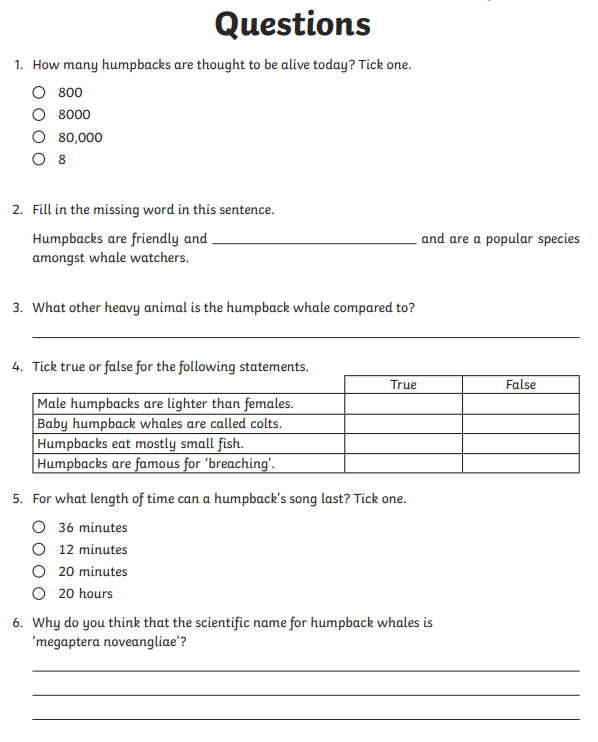 Questions
1. How many humpbacks are thought to be alive today? Tick one.
800
8000
80,000
8
2. Fill in the missing word in this sentence.
Humpbacks are friendly and ______________________________ and are a popular species
amongst whale watchers.
3. What other heavy animal is the humpback whale compared to?
4. Tick true or false for the following statements.
True False
Male humpbacks are lighter than females.
Baby humpback whales are called colts.
Humpbacks eat mostly small fish.
Humpbacks are famous for ‘breaching’.
5. For what length of time can a humpback’s song last? Tick one.
36 minutes
12 minutes
20 minutes
20 hours
6. Why do you think that the scientific name for humpback whales is
‘megaptera noveangliae’?